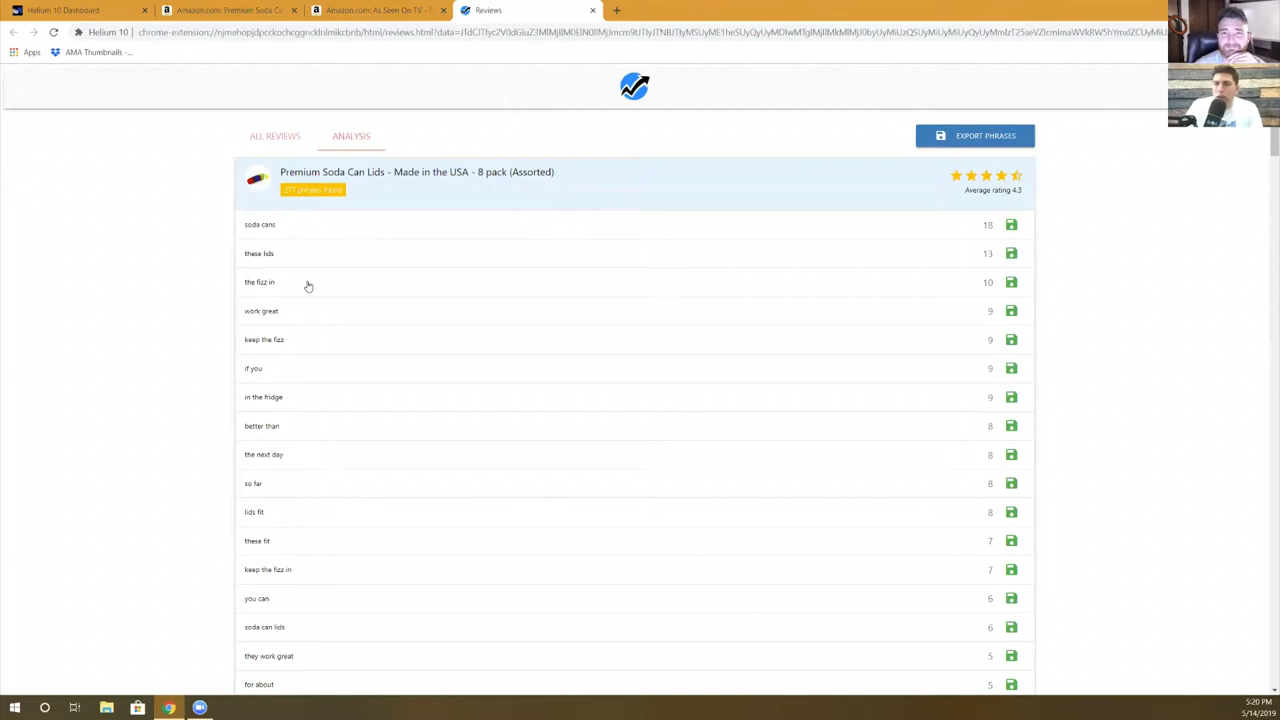 Helium 10 Dashboard
Amazon.com: Premium Soda Ca
Amazon.com: As Seen On TV - P
Reviews
Helium 10
Apps
AMA Thumbnails -...
ALL REVIEWS
ANALYSIS
EXPORT PHRASES
Premium Soda Can Lids - Made in the USA - 8 pack (Assorted)
277 phrases found
Average rating 4.3
soda cans 18
these lids 13
the fizz in 10
work great 9
keep the fizz 9
if you 9
in the fridge 9
better than 8
the next day 8
so far 8
lids fit 8
these fit 7
keep the fizz in 7
you can 6
soda can lids 6
they work great 5
for about 5
5:20 PM
5/14/2019